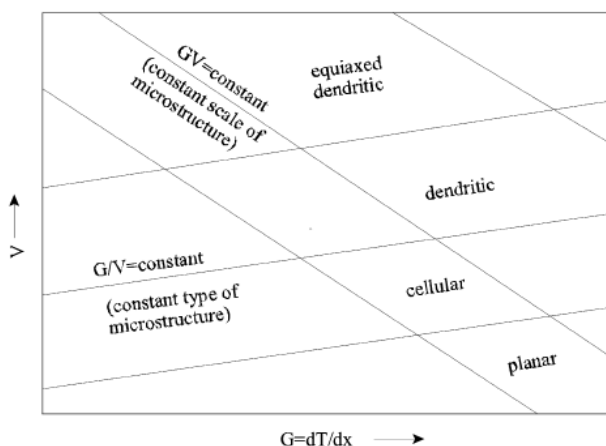 GV=constant
(constant scale of
microstructure)
equiaxed
dendritic
dendritic
G/V=constant
(constant type of
microstructure)
cellular
planar
V
G=dT/dx